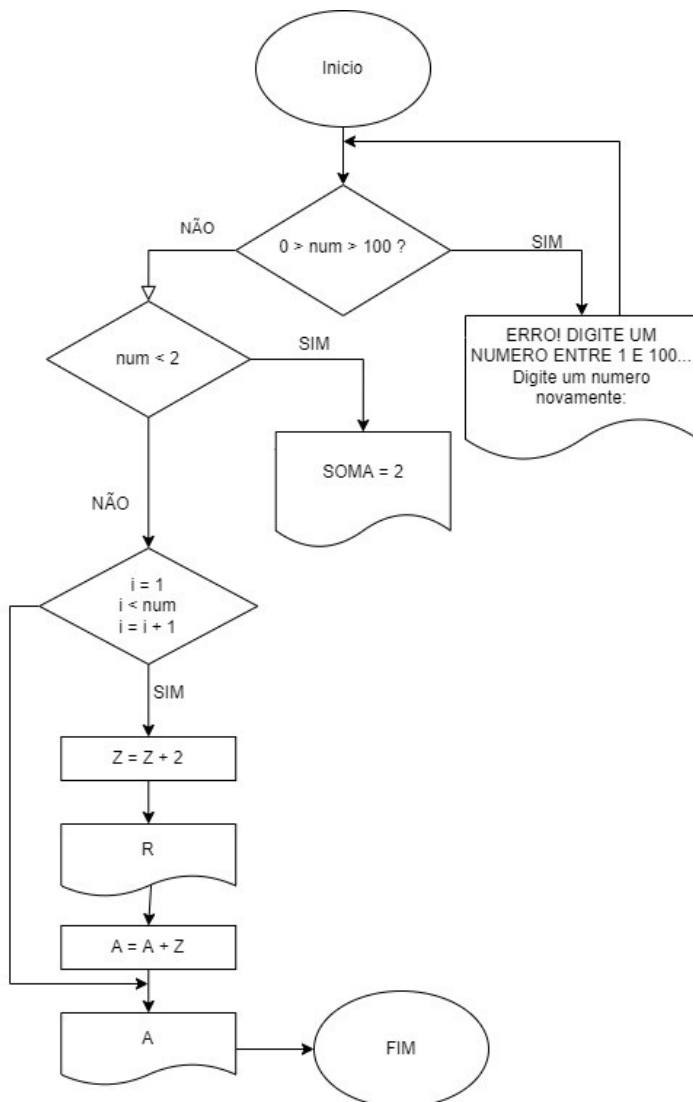 Inicio
NÃO
0 > num > 100 ?
SIM
ERRO! DIGITE UM
NUMERO ENTRE 1 E 100...
Digite um numero
novamente:
num < 2
SIM
SOMA = 2
NÃO
i = 1
i < num
i = i + 1
SIM
Z = Z + 2
R
A = A + Z
A
FIM